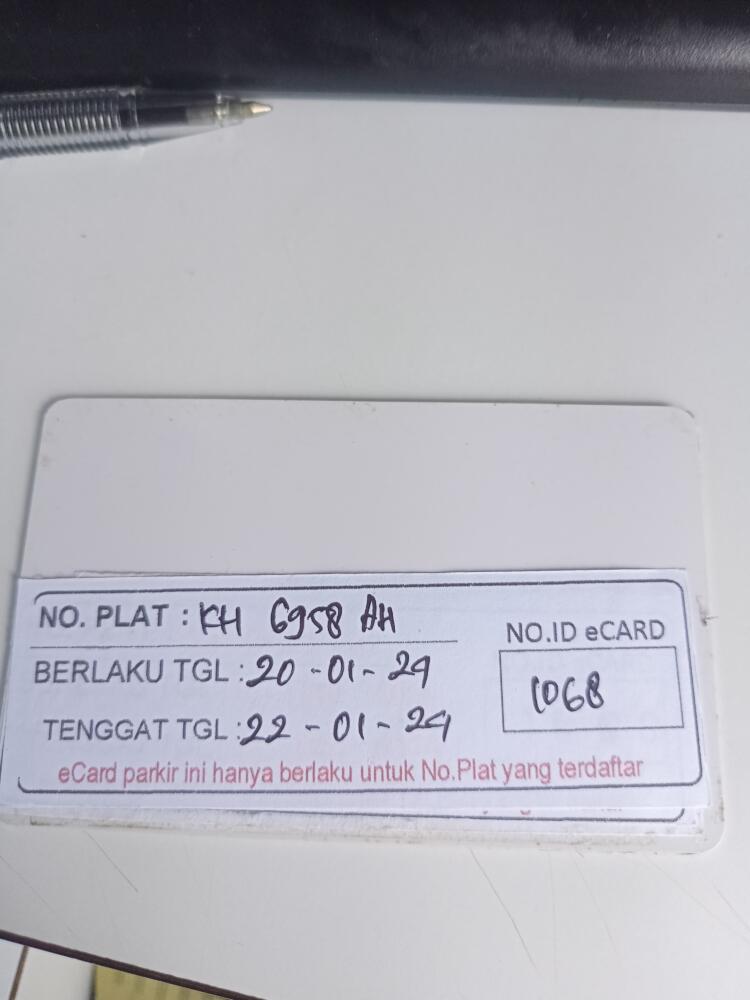 NO. PLAT : KH 6958 AH
BERLAKU TGL : 20 - 01 - 24
TENGGAT TGL : 22 - 01 - 24
NO.ID eCARD
1068
eCard parkir ini hanya berlaku untuk No.Plat yang terdaftar